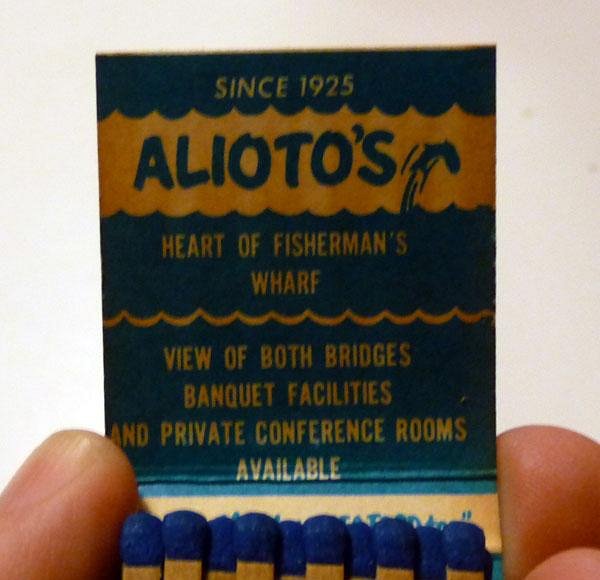 SINCE 1925
ALIOTO'S
HEART OF FISHERMAN'S
WHARF
VIEW OF BOTH BRIDGES
BANQUET FACILITIES
AND PRIVATE CONFERENCE ROOMS
AVAILABLE